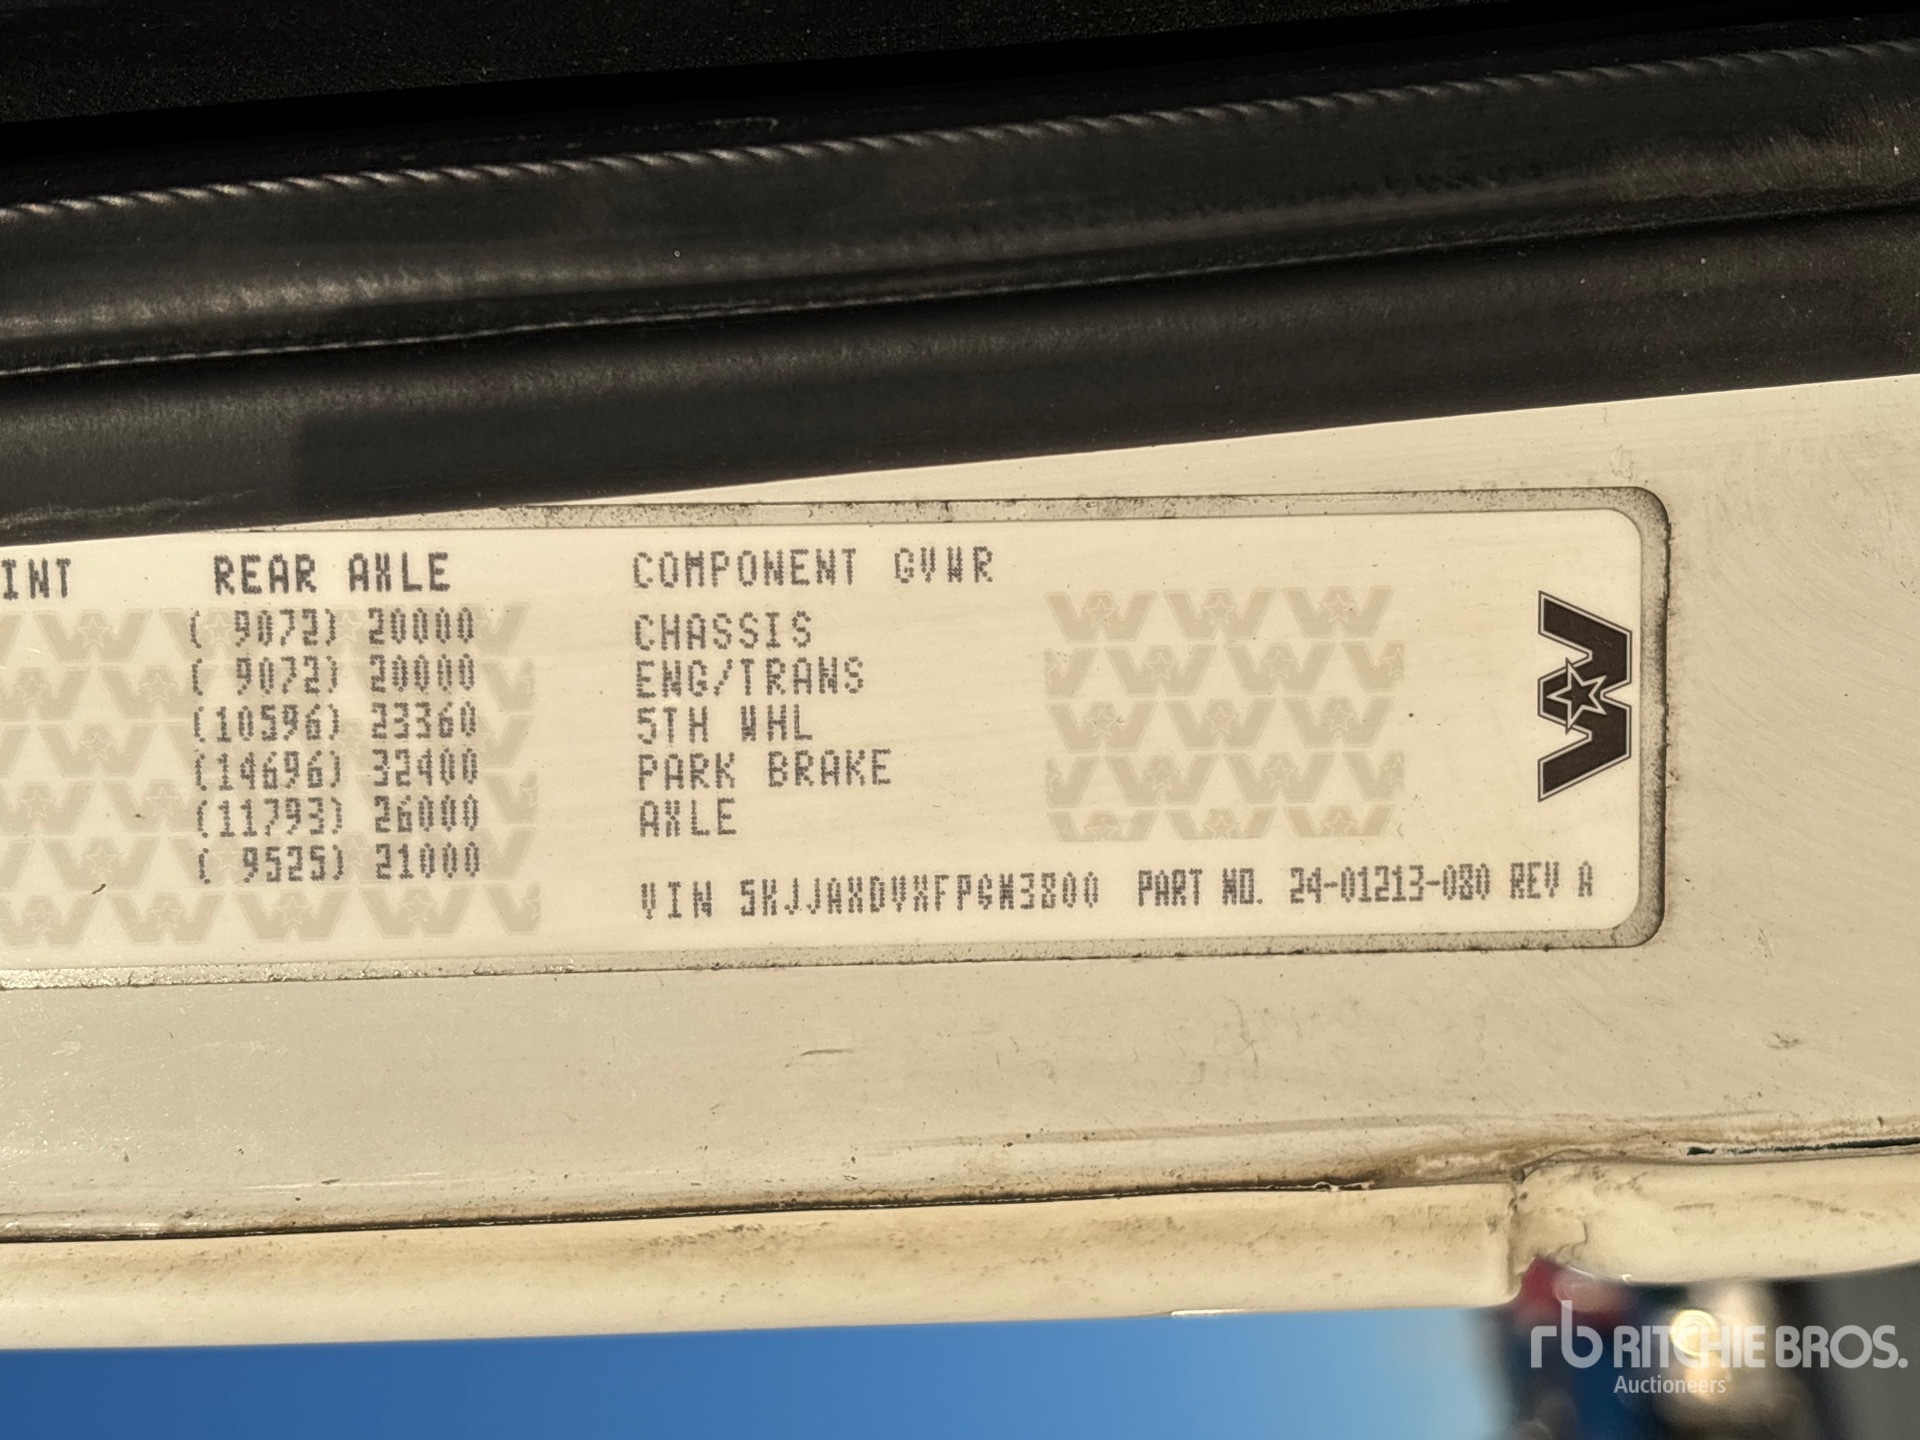 INT REAR AXLE COMPONENT GVWR
( 9072) 20000 CHASSIS
( 9072) 20000 ENG/TRANS
(10596) 23360 5TH WHL
(14696) 32400 PARK BRAKE
(11793) 26000 AXLE
( 9525) 21000
VIN PART NO. 24-01213-080 REV A
rb RITCHIE BROS.
Auctioneers